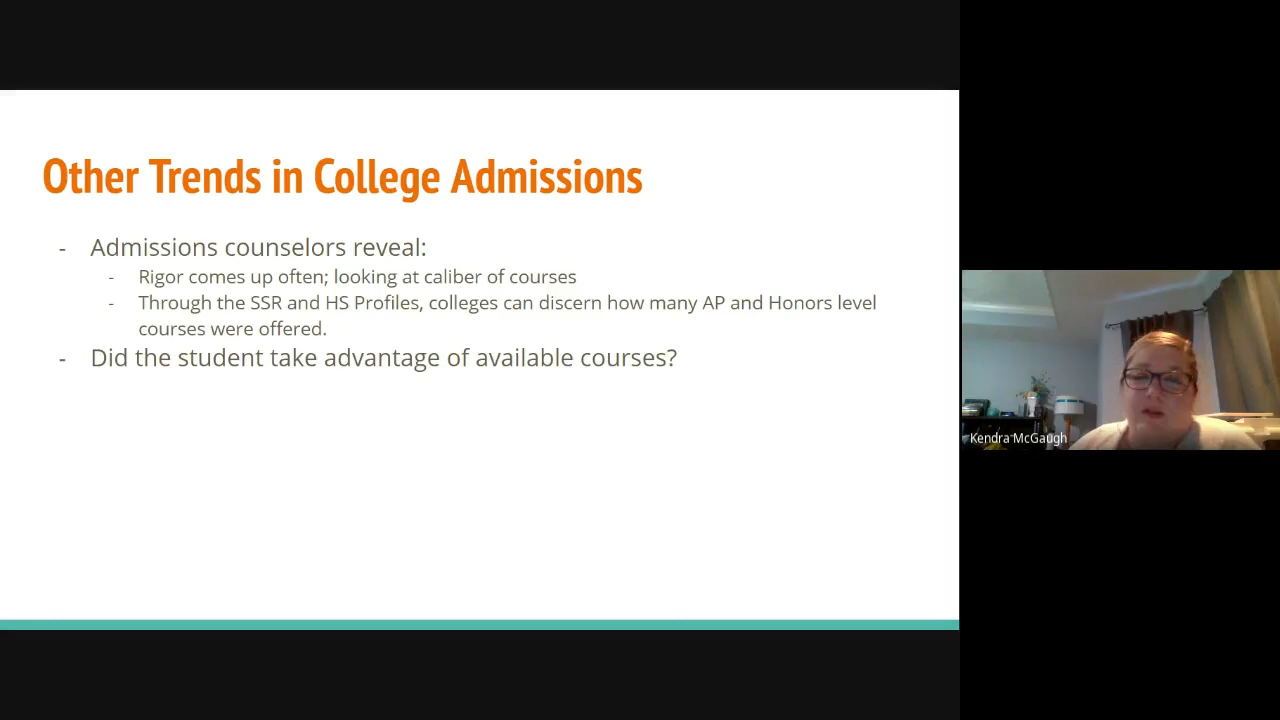 Other Trends in College Admissions
- Admissions counselors reveal:
- Rigor comes up often; looking at caliber of courses
- Through the SSR and HS Profiles, colleges can discern how many AP and Honors level
courses were offered.
- Did the student take advantage of available courses?
Kendra McGaugh